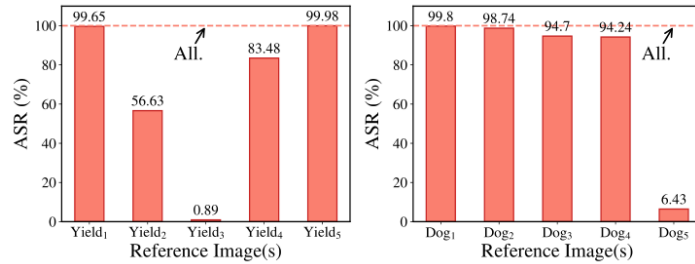 99.65
99.98
100
All.
83.48
80
ASR (%)
60
56.63
40
20
0.89
0
Yield₁ Yield₂ Yield₃ Yield₄ Yield₅
Reference Image(s)
99.8 98.74 94.7 94.24
100
All.
80
ASR (%)
60
40
20
6.43
0
Dog₁ Dog₂ Dog₃ Dog₄ Dog₅
Reference Image(s)